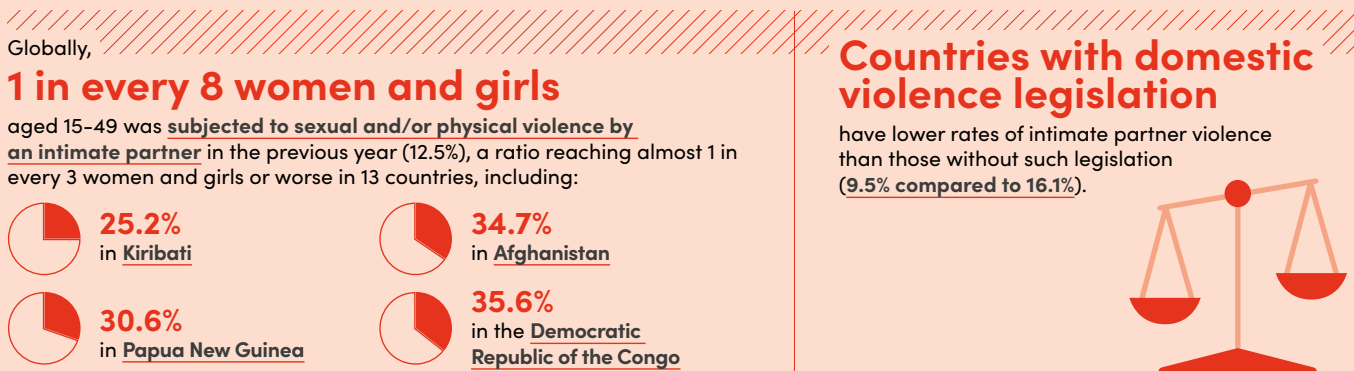 Globally,
1 in every 8 women and girls
aged 15-49 was subjected to sexual and/or physical violence by
an intimate partner in the previous year (12.5%), a ratio reaching almost 1 in
every 3 women and girls or worse in 13 countries, including:
25.2%
in Kiribati
34.7%
in Afghanistan
30.6%
in Papua New Guinea
35.6%
in the Democratic
Republic of the Congo
Countries with domestic
violence legislation
have lower rates of intimate partner violence
than those without such legislation
(9.5% compared to 16.1%).